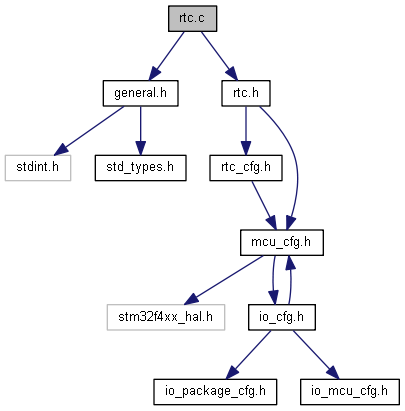 rtc.c
general.h
rtc.h
stdint.h
std_types.h
rtc_cfg.h
mcu_cfg.h
stm32f4xx_hal.h
io_cfg.h
io_package_cfg.h
io_mcu_cfg.h